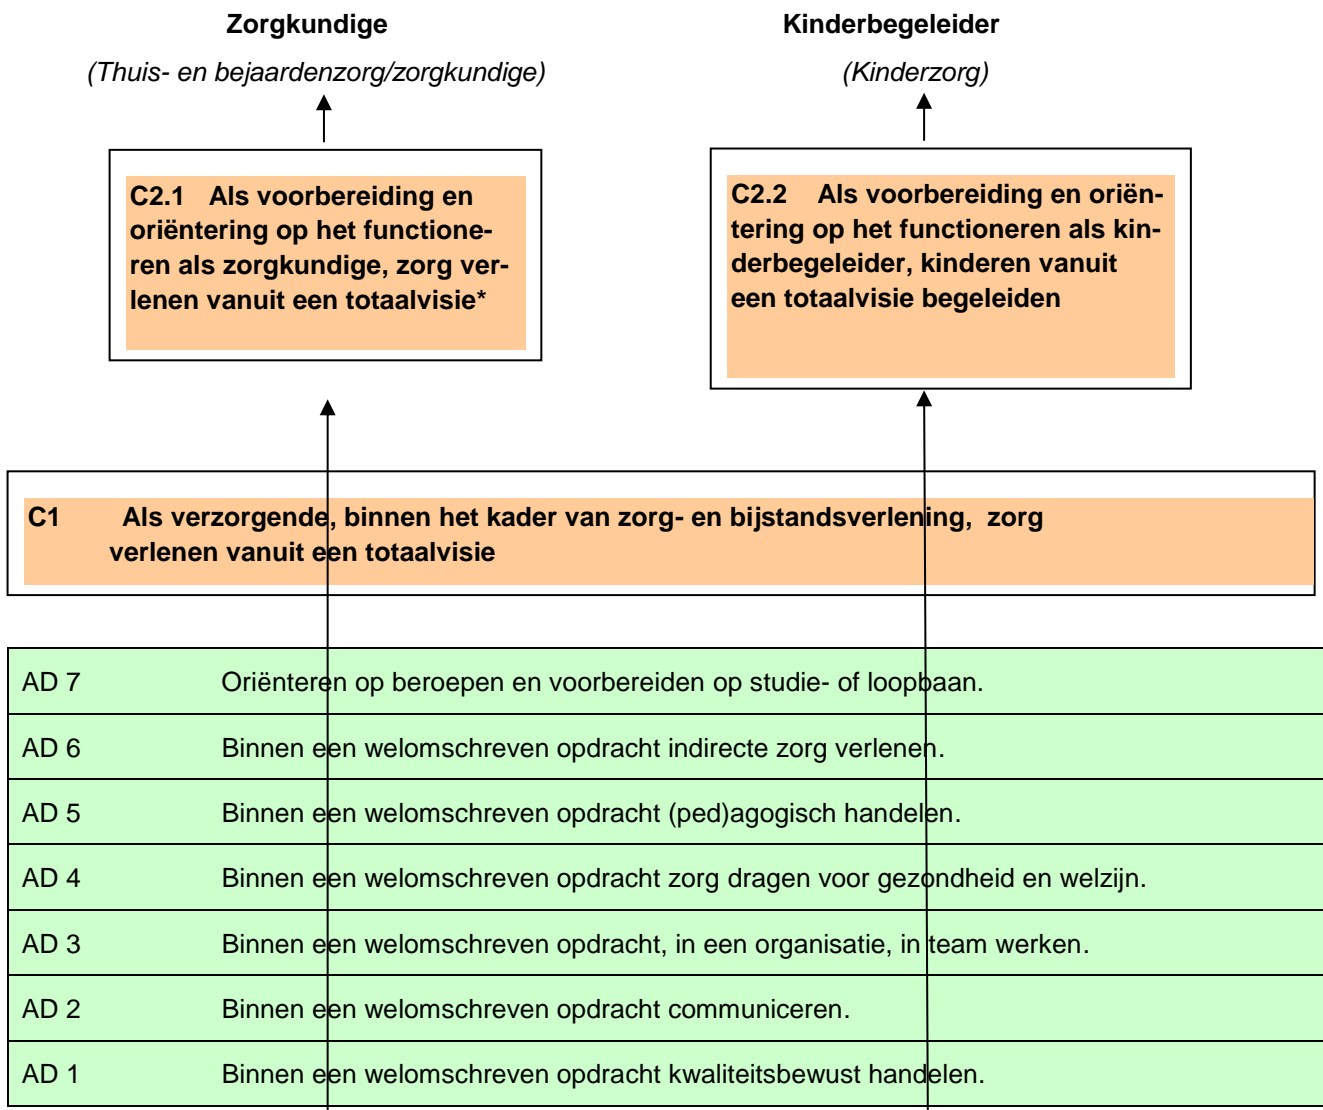 Zorgkundige
Kinderbegeleider
(Thuis- en bejaardenzorg/zorgkundige)
(Kinderzorg)
C2.1 Als voorbereiding en
oriëntering op het functione-
ren als zorgkundige, zorg ver-
lenen vanuit een totaalvisie*
C2.2 Als voorbereiding en oriën-
tering op het functioneren als kin-
derbegeleider, kinderen vanuit
een totaalvisie begeleiden
C1 Als verzorgende, binnen het kader van zorg- en bijstandsverlening, zorg
verlenen vanuit een totaalvisie
AD 7 Oriënteren op beroepen en voorbereiden op studie- of loopbaan.
AD 6 Binnen een welomschreven opdracht indirecte zorg verlenen.
AD 5 Binnen een welomschreven opdracht (ped)agogisch handelen.
AD 4 Binnen een welomschreven opdracht zorg dragen voor gezondheid en welzijn.
AD 3 Binnen een welomschreven opdracht, in een organisatie, in team werken.
AD 2 Binnen een welomschreven opdracht communiceren.
AD 1 Binnen een welomschreven opdracht kwaliteitsbewust handelen.